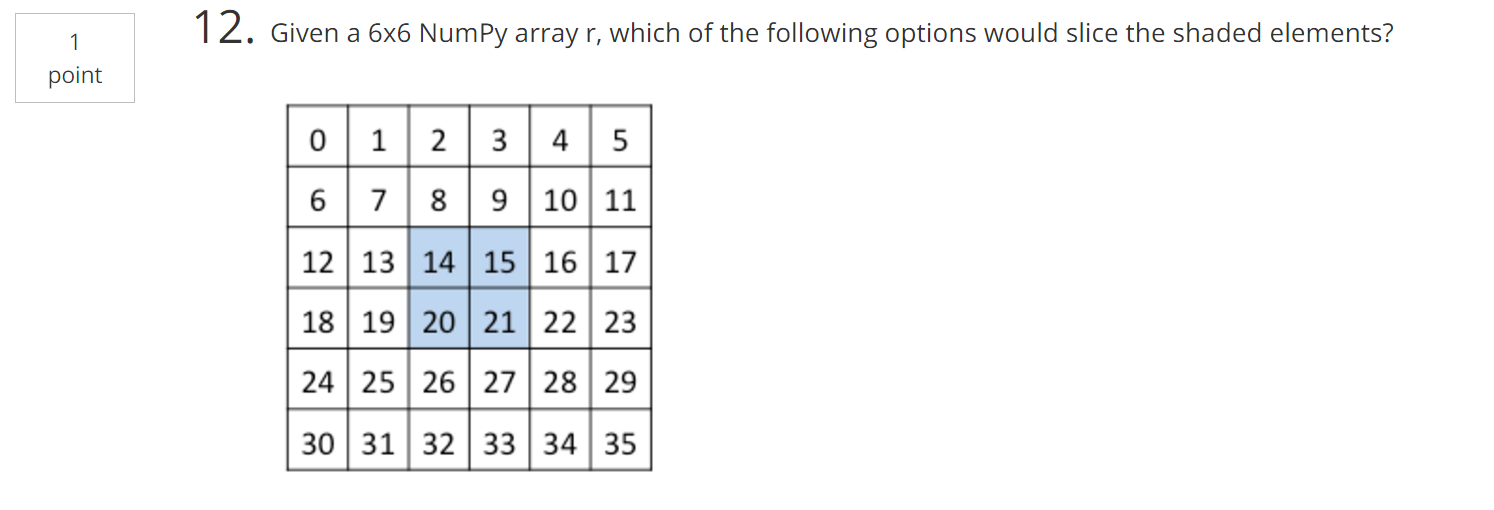 1
point
12. Given a 6x6 NumPy array r, which of the following options would slice the shaded elements?
0 1 2 3 4 5
6 7 8 9 10 11
12 13 14 15 16 17
18 19 20 21 22 23
24 25 26 27 28 29
30 31 32 33 34 35